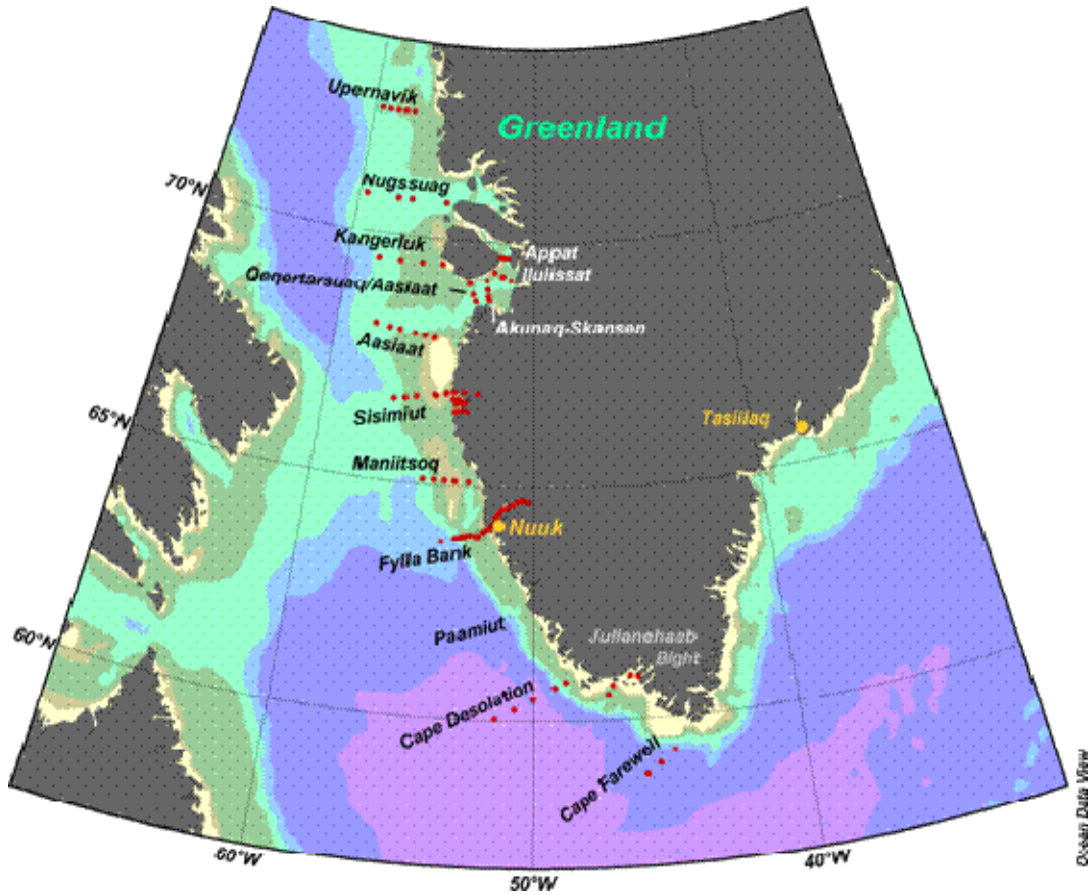 Upernavik
Greenland
70°N
Nugssuag
Kangerluk
Appat
Ilulissat
Qeqertarsuaq/Aasiaat
Akunaq-Skansen
Aasiaat
65°N
Sisimiut
Tasiilaq
Maniitsoq
Nuuk
Fylla Bank
60°N
Paamiut
Julianehaab
Bight
Cape Desolation
Cape Farewell
60°W
50°W
40°W
Ocean Data View